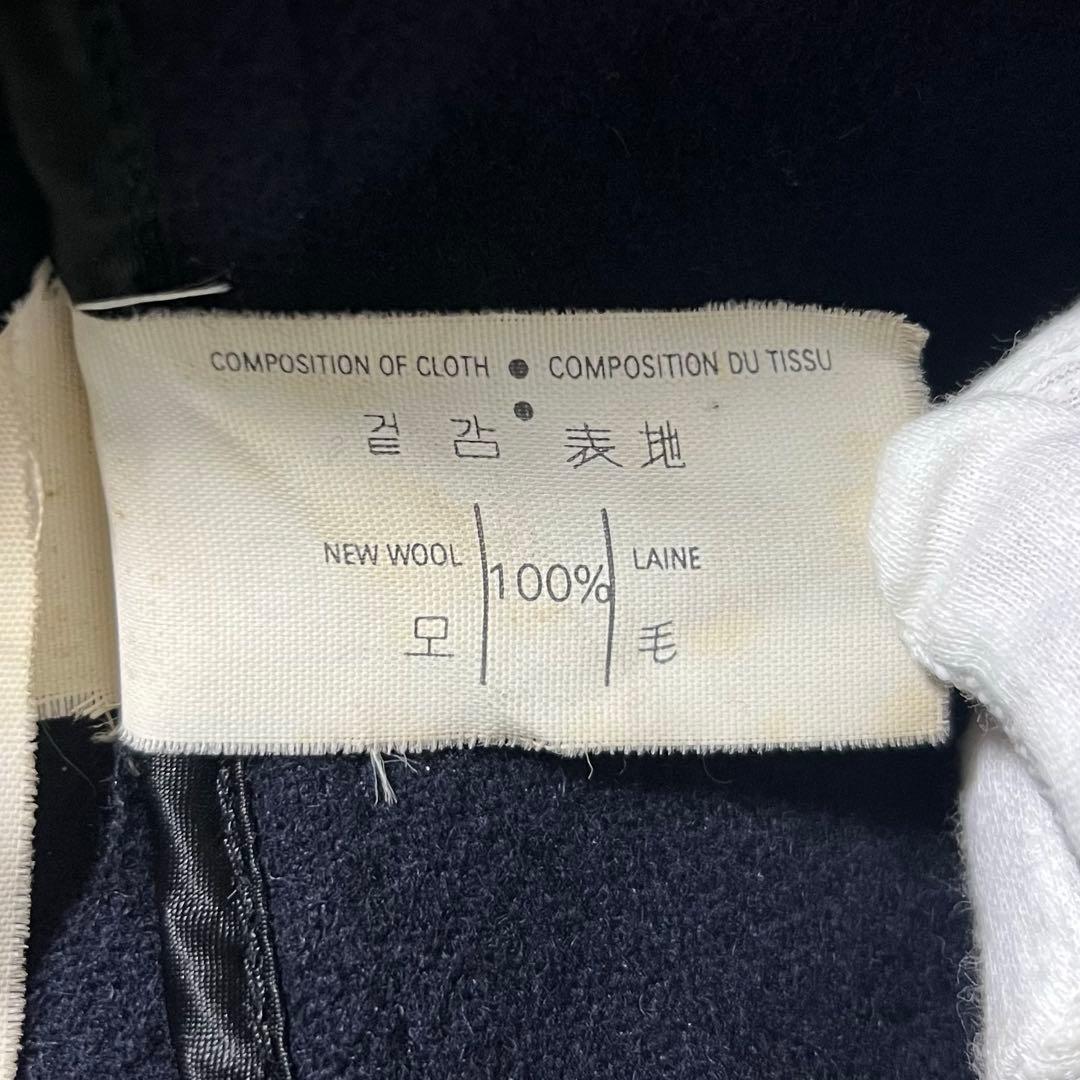 COMPOSITION OF CLOTH ● COMPOSITION DU TISSU
겉 감 ● 表地
NEW WOOL 100% LAINE
모 毛